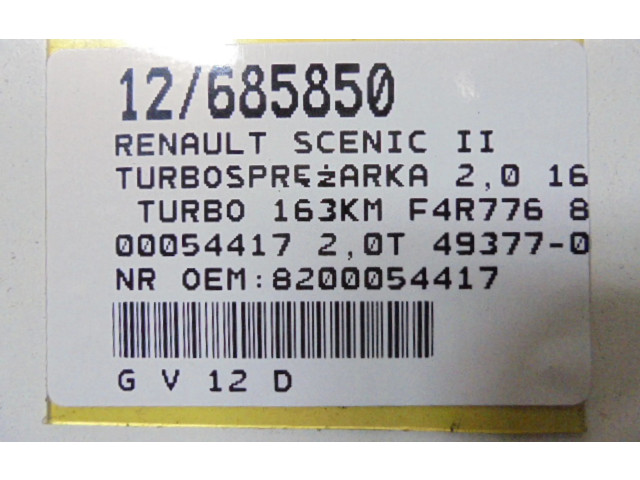 12/685850
RENAULT SCENIC II
TURBOSPRĘżARKA 2,0 16
TURBO 163KM F4R776 8
00054417 2,0T 49377-0
NR OEM:8200054417
G V 12 D